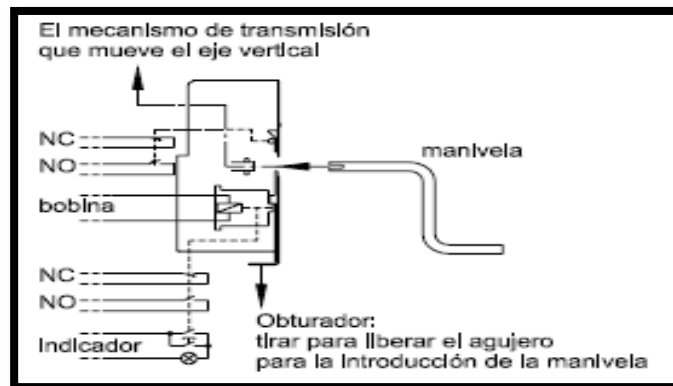 El mecanismo de transmisión
que mueve el eje vertical
NC
NO
manivela
bobina
NC
NO
Indicador
Obturador:
tirar para liberar el agujero
para la Introducción de la manivela